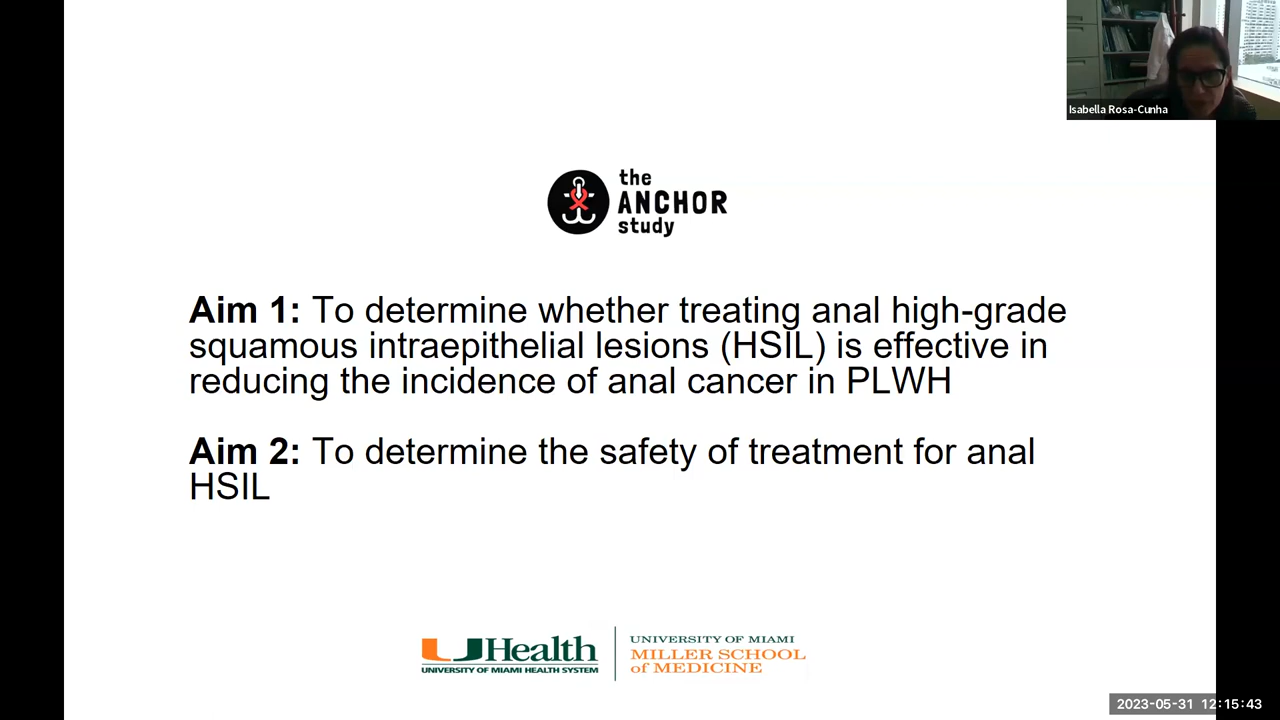 Isabella Rosa-Cunha
the
ANCHOR
study
Aim 1: To determine whether treating anal high-grade
squamous intraepithelial lesions (HSIL) is effective in
reducing the incidence of anal cancer in PLWH
Aim 2: To determine the safety of treatment for anal
HSIL
UHealth
UNIVERSITY OF MIAMI HEALTH SYSTEM
UNIVERSITY OF MIAMI
MILLER SCHOOL
of MEDICINE
2023-05-31 12:15:43